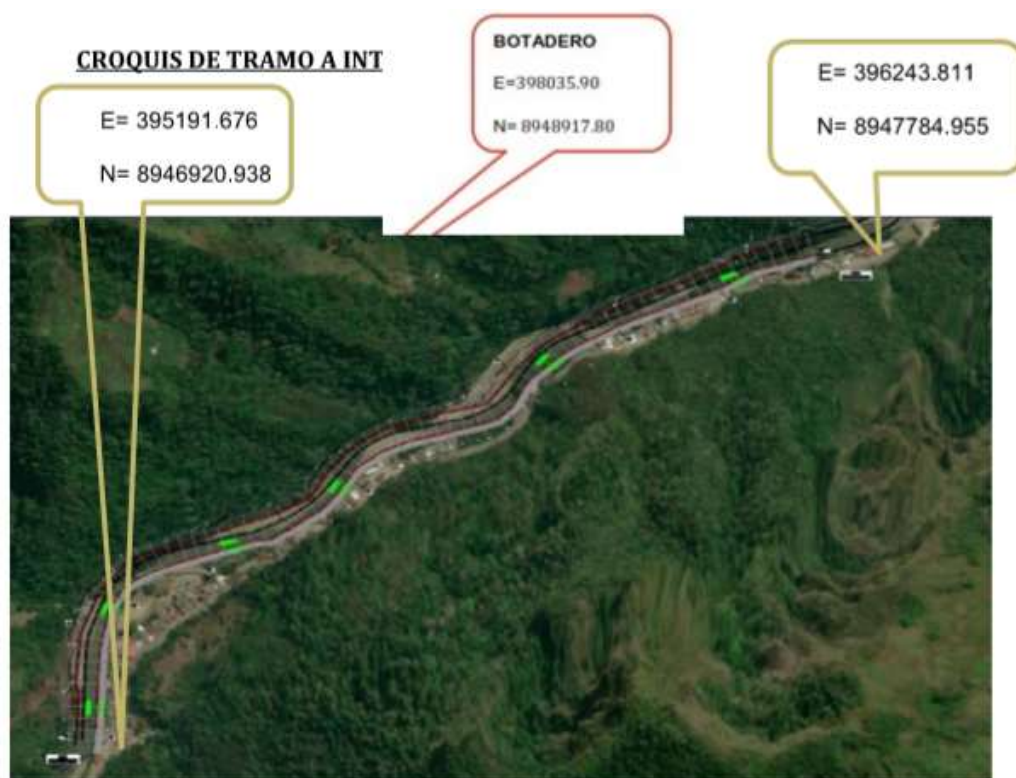 CROQUIS DE TRAMO A INT
BOTADERO
E=398035.90
N= 8948917.80
E= 396243.811
N= 8947784.955
E= 395191.676
N= 8946920.938